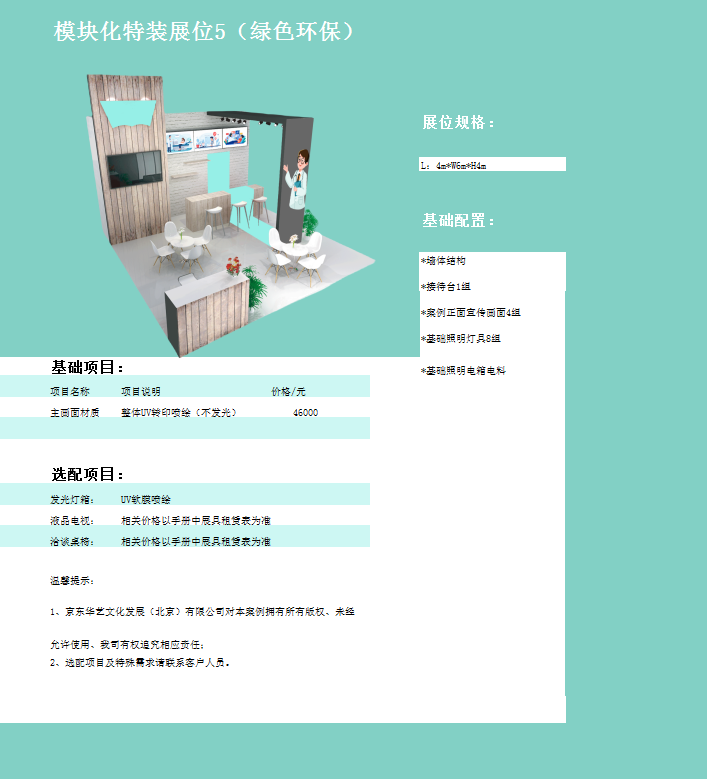 模块化特装展位5（绿色环保）
展位规格：
L：4m*W6m*H4m
基础配置：
*墙体结构
*接待台1组
*案例正面宣传画面4组
*基础照明灯具8组
*基础照明电箱电料
基础项目：
项目名称 项目说明 价格/元
主画面材质 整体UV转印喷绘（不发光） 46000
选配项目：
发光灯箱： UV软膜喷绘
液晶电视： 相关价格以手册中展具租赁表为准
洽谈桌椅： 相关价格以手册中展具租赁表为准
温馨提示：
1、京东华艺文化发展（北京）有限公司对本案例拥有所有版权、未经
允许使用、我司有权追究相应责任；
2、选配项目及特殊需求请联系客户人员。